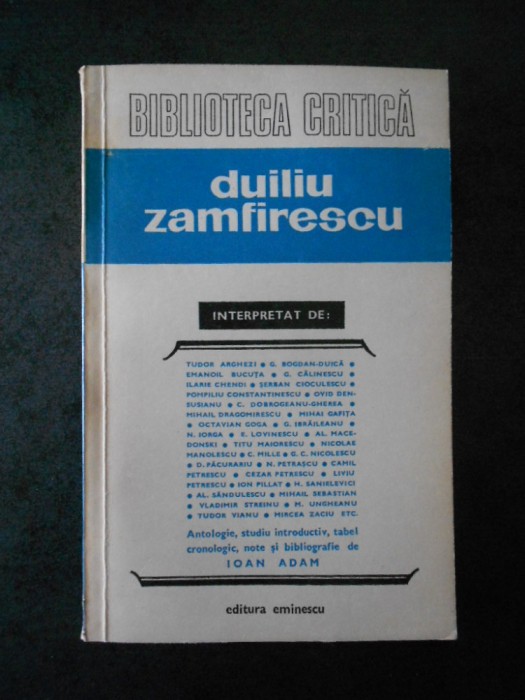 BIBLIOTECA CRITICĂ
duiliu
zamfirescu
INTERPRETAT DE:
TUDOR ARGHEZI • G. BOGDAN-DUICĂ •
EMANOIL BUCUȚA • G. CĂLINESCU •
ILARIE CHENDI • ȘERBAN CIOCULESCU •
POMPILIU CONSTANTINESCU • OVID DEN-
SUSIANU • C. DOBROGEANU-GHEREA •
MIHAIL DRAGOMIRESCU • MIHAI GAFIȚA
• OCTAVIAN GOGA • G. IBRĂILEANU •
N. IORGA • E. LOVINESCU • AL. MACE-
DONSKI • TITU MAIORESCU • NICOLAE
MANOLESCU • C. MILLE • G. C. NICOLESCU
• D. PĂCURARIU • N. PETRAȘCU • CAMIL
PETRESCU • CEZAR PETRESCU • LIVIU
PETRESCU • ION PILLAT • H. SANIELEVICI
• AL. SĂNDULESCU • MIHAIL SEBASTIAN
• VLADIMIR STREINU • M. UNGHEANU
• TUDOR VIANU • MIRCEA ZACIU ETC.
Antologie, studiu introductiv, tabel
cronologic, note și bibliografie de
IOAN ADAM
editura eminescu